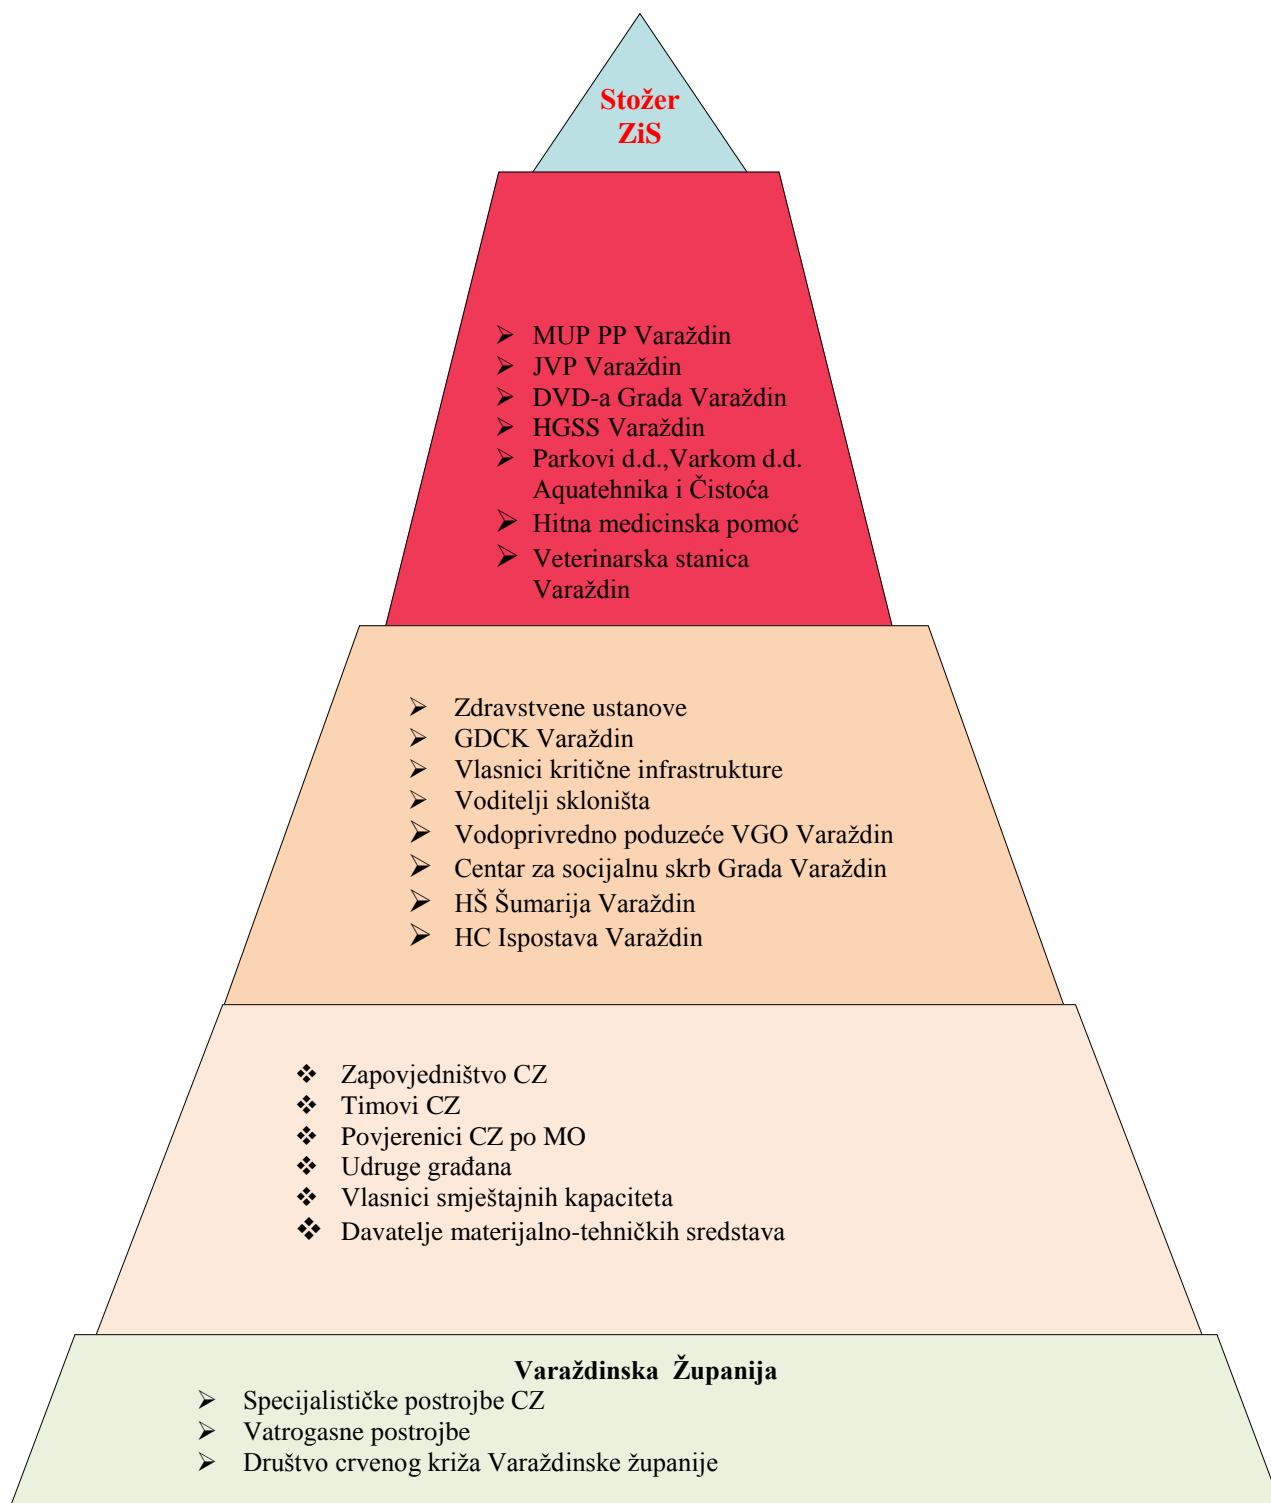 Stožer
ZiS
➢ MUP PP Varaždin
➢ JVP Varaždin
➢ DVD-a Grada Varaždin
➢ HGSS Varaždin
➢ Parkovi d.d.,Varkom d.d.
Aquatehnika i Čistoća
➢ Hitna medicinska pomoć
➢ Veterinarska stanica
Varaždin
➢ Zdravstvene ustanove
➢ GDCK Varaždin
➢ Vlasnici kritične infrastrukture
➢ Voditelji skloništa
➢ Vodoprivredno poduzeće VGO Varaždin
➢ Centar za socijalnu skrb Grada Varaždin
➢ HŠ Šumarija Varaždin
➢ HC Ispostava Varaždin
❖ Zapovjedništvo CZ
❖ Timovi CZ
❖ Povjerenici CZ po MO
❖ Udruge građana
❖ Vlasnici smještajnih kapaciteta
❖ Davatelje materijalno-tehničkih sredstava
Varaždinska Županija
➢ Specijalističke postrojbe CZ
➢ Vatrogasne postrojbe
➢ Društvo crvenog križa Varaždinske županije